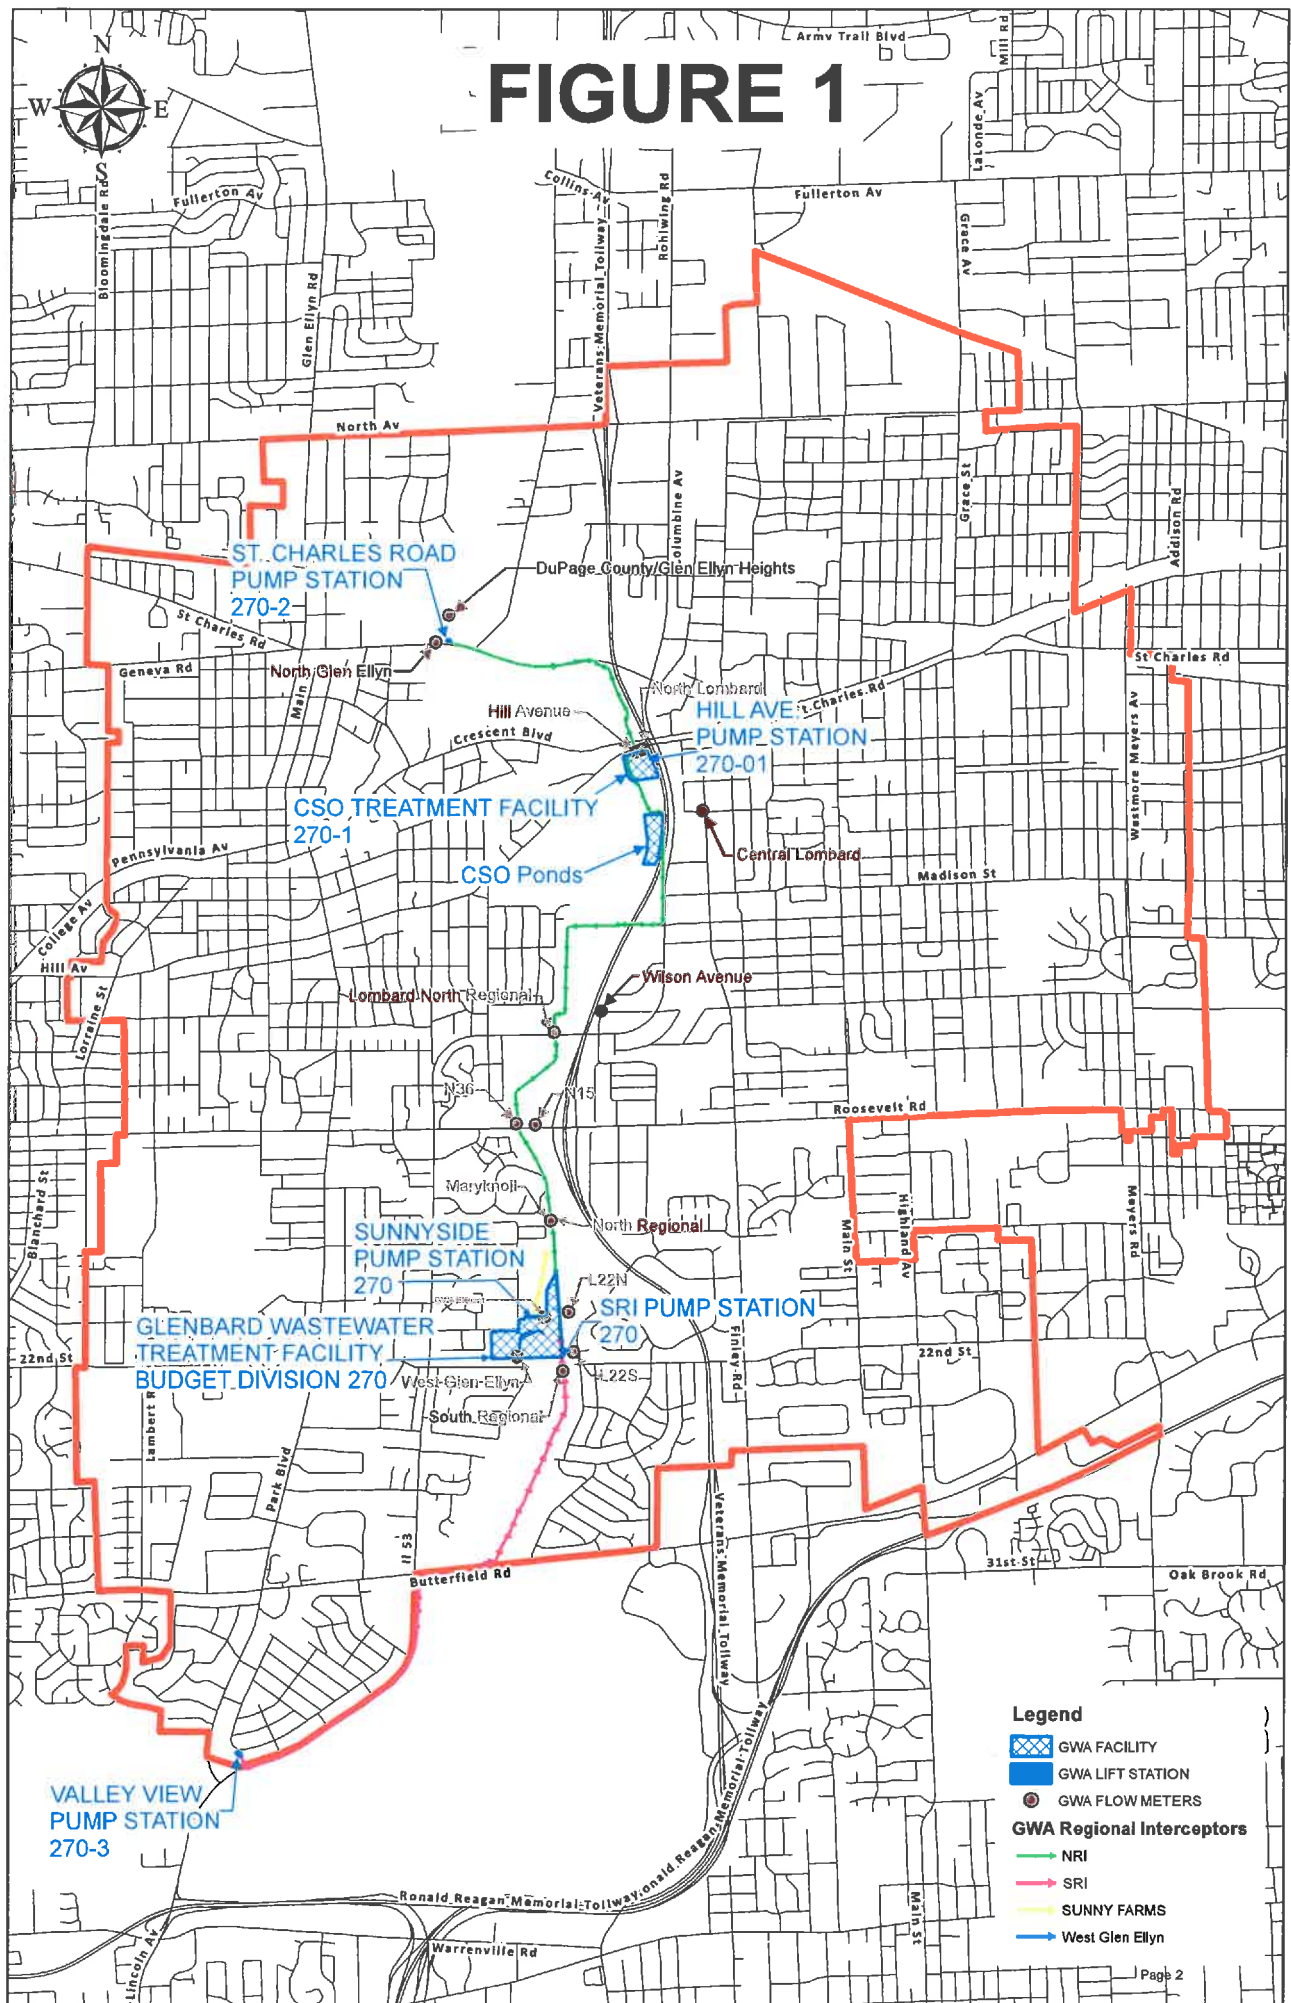 FIGURE 1
Army Trail Blvd
Mill Rd
N
W
E
S
LaLonde Av
Collins Av
Rohlwing Rd
Fullerton Av
Fullerton Av
Bloomingdale Rd
Glen Ellyn Rd
Veterans Memorial Tollway
Grace Av
North Av
Grace St
Columbine Av
Addison Rd
ST. CHARLES ROAD
PUMP STATION
270-2
DuPage County/Glen Ellyn Heights
St Charles Rd
Geneva Rd
North Glen Ellyn
Main
St Charles Rd
North Lombard
t Charles Rd
Hill Avenue
HILL AVE.
PUMP STATION
270-01
Crescent Blvd
Westmore Meyers Av
CSO TREATMENT FACILITY
270-1
Pennsylvania Av
Central Lombard
CSO Ponds
Madison St
College Av
Hill Av
Lorraine St
Wilson Avenue
Lombard North Regional
N36
N15
Roosevelt Rd
Blanchard St
Maryknoll
North Regional
Main St
Highland Av
Meyers Rd
SUNNYSIDE
PUMP STATION
270
L22N
SRI PUMP STATION
270
GLENBARD WASTEWATER
TREATMENT FACILITY
BUDGET DIVISION 270
22nd St
Finley Rd
22nd St
West Glen Ellyn
L22S
South Regional
Lambert R
Park Blvd
Il 53
Butterfield Rd
Veterans Memorial Tollway
31st St
Oak Brook Rd
VALLEY VIEW
PUMP STATION
270-3
Ronald Reagan Memorial Tollway
onald Reagan Memorial Tollway
Warrenville Rd
Lincoln Av
Main St
Legend
GWA FACILITY
GWA LIFT STATION
GWA FLOW METERS
GWA Regional Interceptors
NRI
SRI
SUNNY FARMS
West Glen Ellyn
Page 2